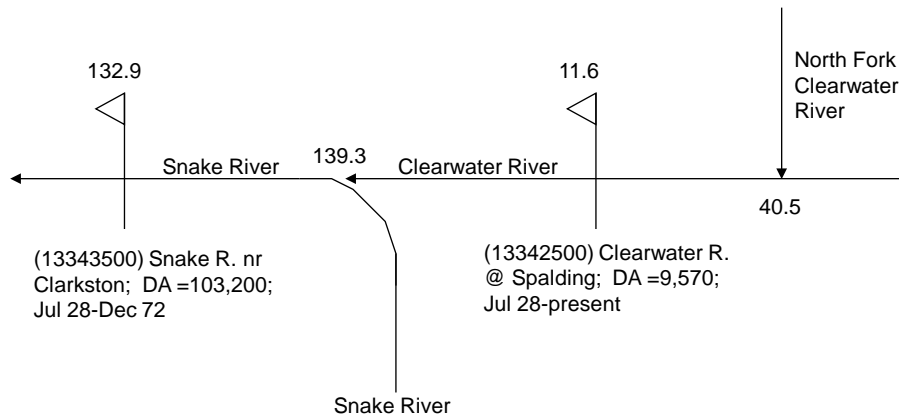 132.9
11.6
North Fork
Clearwater
River
Snake River
139.3
Clearwater River
40.5
(13343500) Snake R. nr
Clarkston;  DA =103,200;
Jul 28-Dec 72
(13342500) Clearwater R.
@ Spalding;  DA =9,570;
Jul 28-present
Snake River